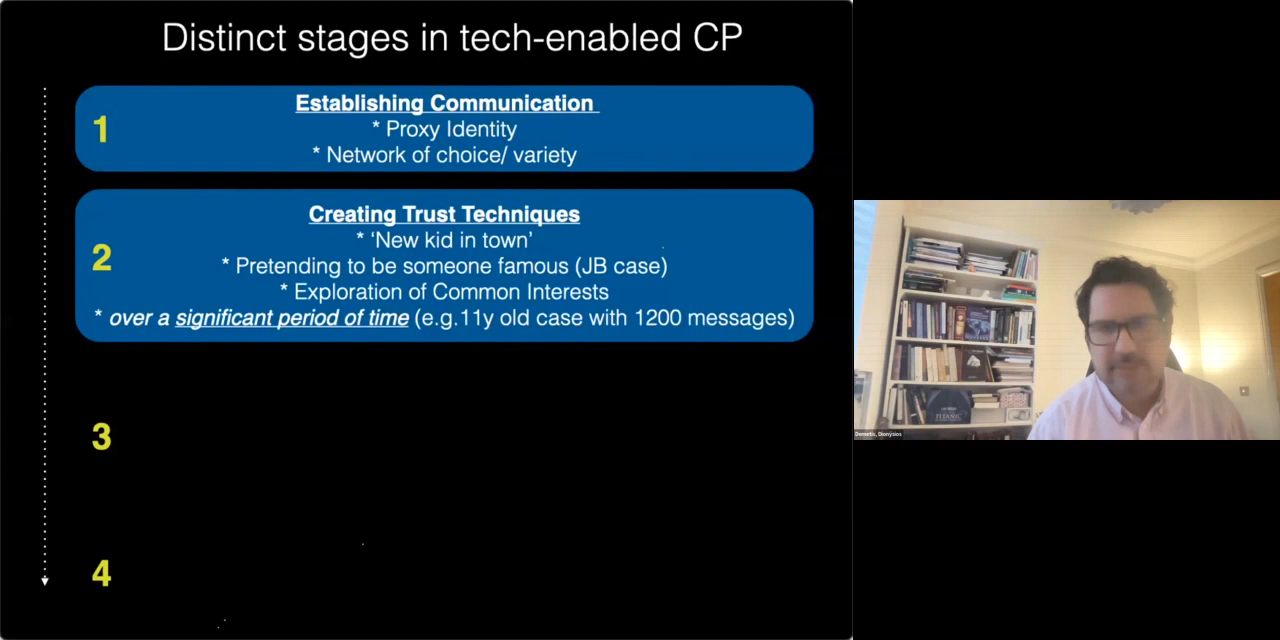 Distinct stages in tech-enabled CP
1
Establishing Communication
* Proxy Identity
* Network of choice/ variety
2
Creating Trust Techniques
* ‘New kid in town’
* Pretending to be someone famous (JB case)
* Exploration of Common Interests
* over a significant period of time (e.g.11y old case with 1200 messages)
3
4
TITANIC
Demetis, Dionysios